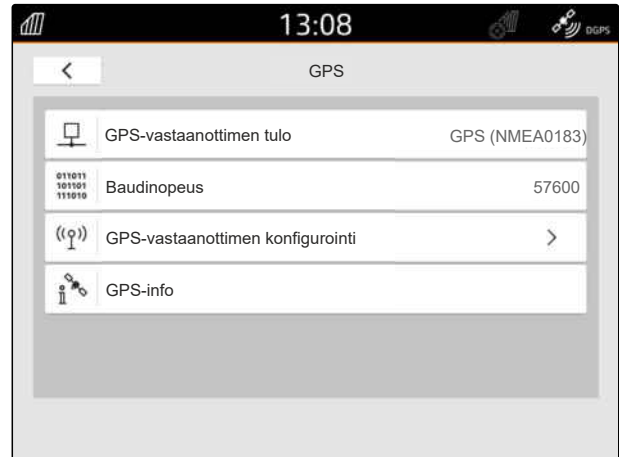 13:08
DGPS
GPS
GPS-vastaanottimen tulo GPS (NMEA0183)
011011
101101
111010
Baudinopeus 57600
GPS-vastaanottimen konfigurointi
GPS-info